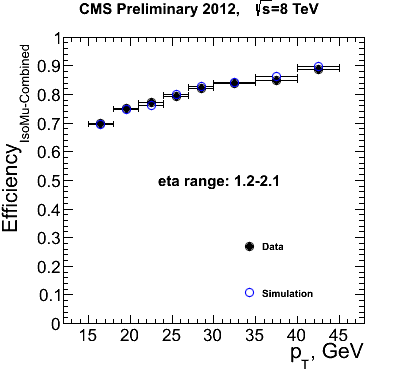 CMS Preliminary 2012, √s=8 TeV
Efficiency_IsoMu-Combined
1
0.9
0.8
0.7
0.6
0.5
0.4
0.3
0.2
0.1
0
eta range: 1.2-2.1
Data
Simulation
15 20 25 30 35 40 45
p_T, GeV